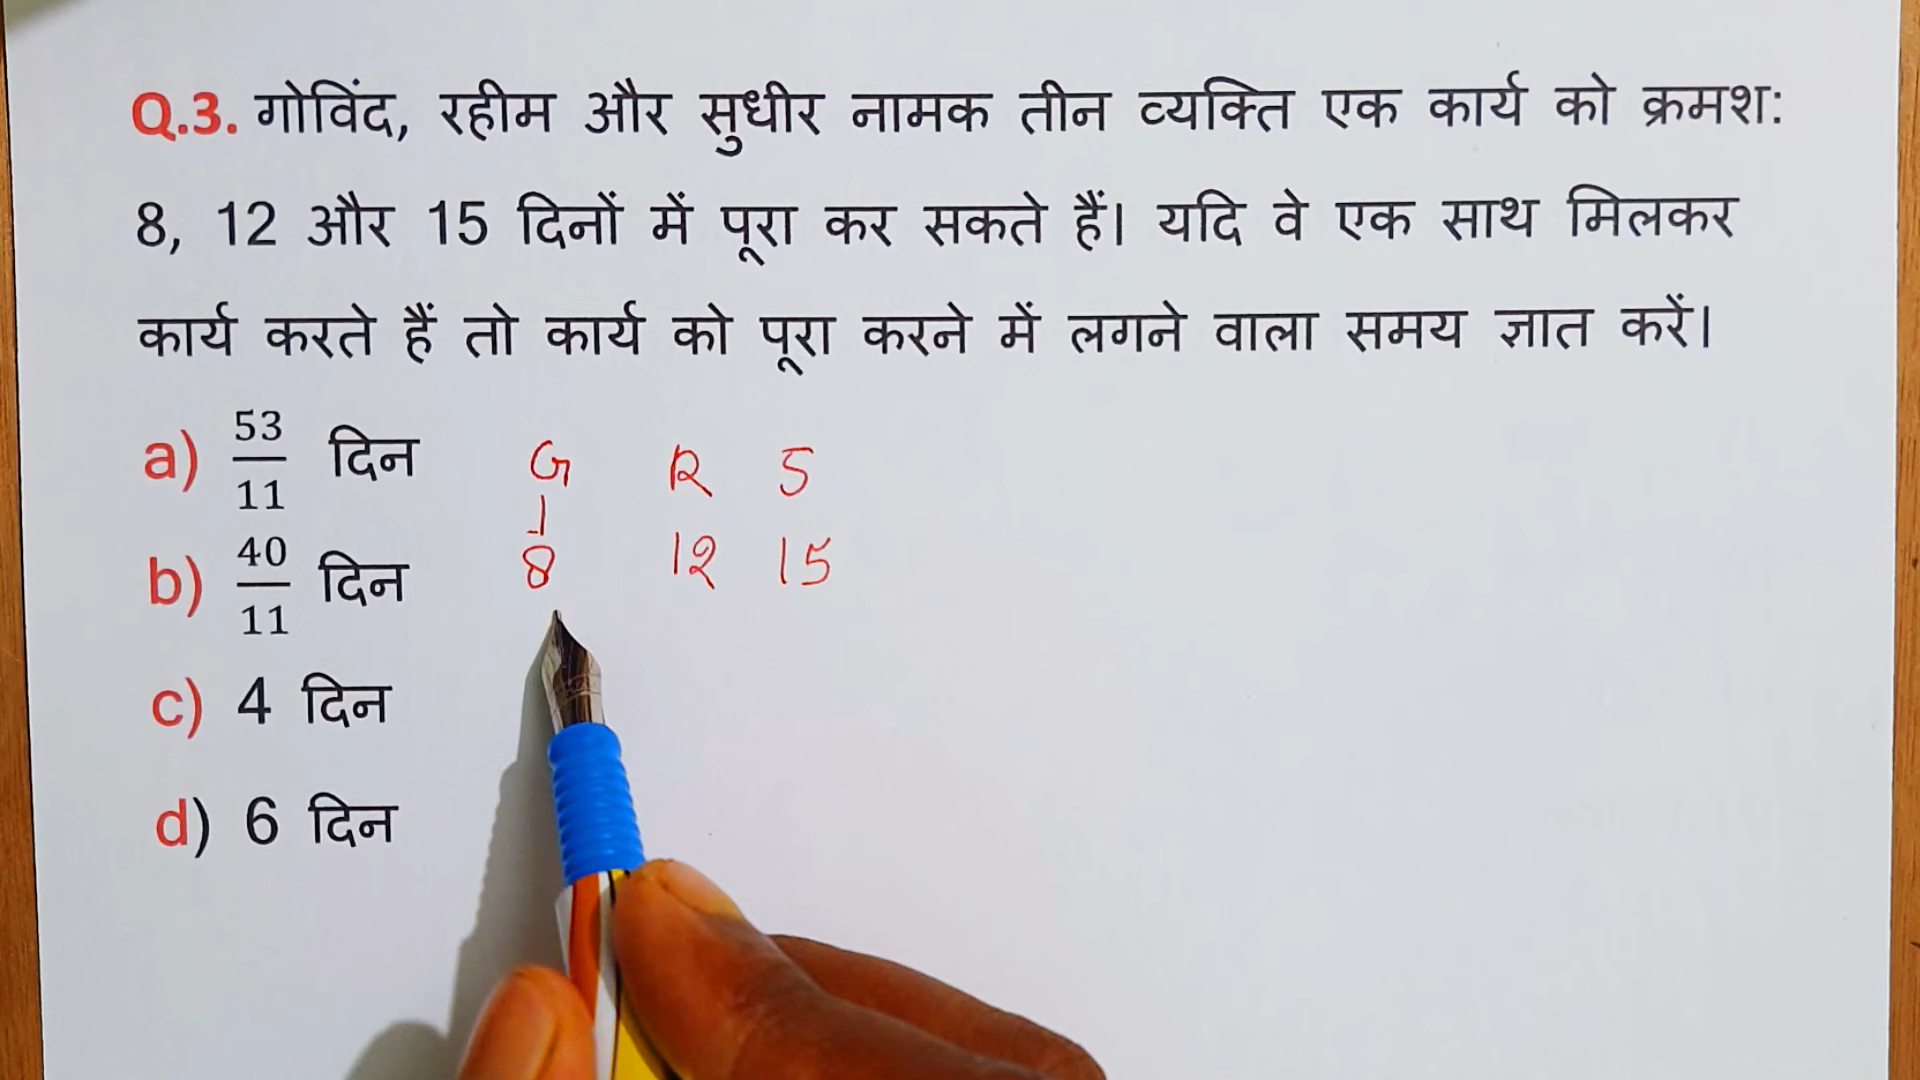 Q.3. गोविंद, रहीम और सुधीर नामक तीन व्यक्ति एक कार्य को क्रमश:
8, 12 और 15 दिनों में पूरा कर सकते हैं। यदि वे एक साथ मिलकर
कार्य करते हैं तो कार्य को पूरा करने में लगने वाला समय ज्ञात करें।
a) 53/11 दिन
b) 40/11 दिन
c) 4 दिन
d) 6 दिन
G R S
1/8 12 15